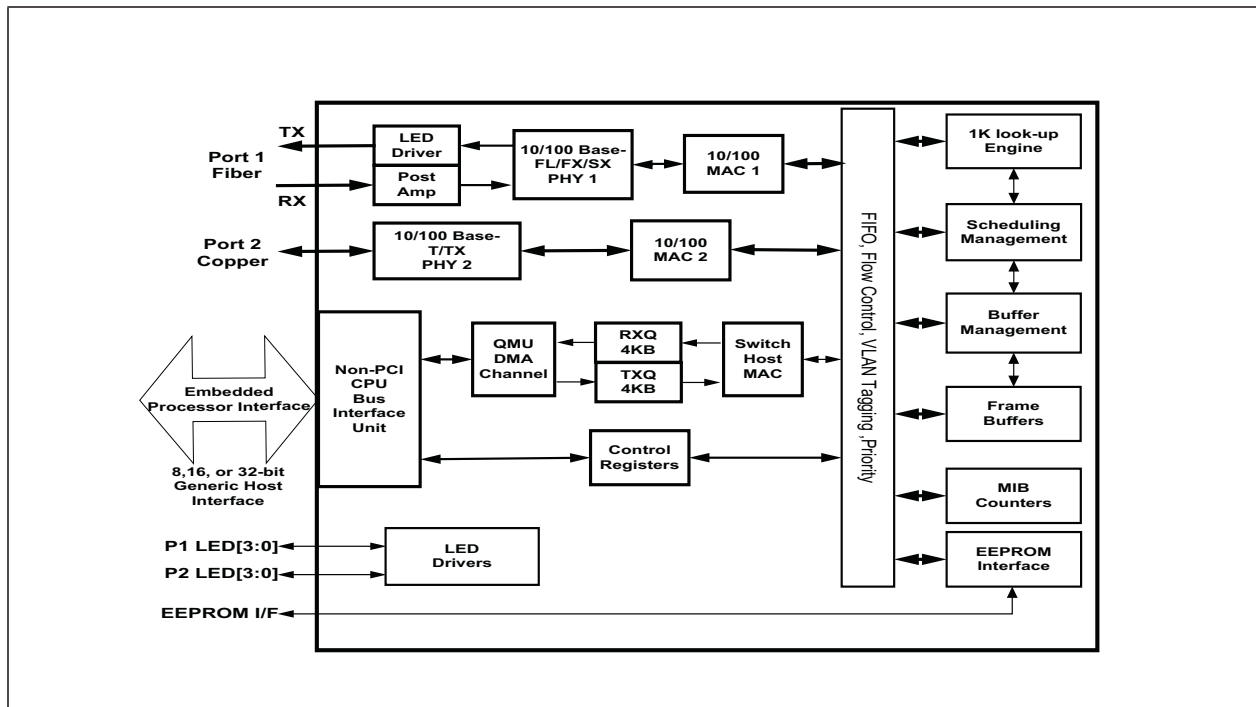 TX
Port 1
Fiber
RX
LED
Driver
Post
Amp
10/100 Base-
FL/FX/SX
PHY 1
10/100
MAC 1
Port 2
Copper
10/100 Base-
T/TX
PHY 2
10/100
MAC 2
Embedded
Processor Interface
8,16, or 32-bit
Generic Host
Interface
Non-PCI
CPU
Bus
Interface
Unit
QMU
DMA
Channel
RXQ
4KB
TXQ
4KB
Switch
Host
MAC
Control
Registers
P1 LED[3:0]
P2 LED[3:0]
LED
Drivers
EEPROM I/F
FIFO, Flow Control, VLAN Tagging ,Priority
1K look-up
Engine
Scheduling
Management
Buffer
Management
Frame
Buffers
MIB
Counters
EEPROM
Interface